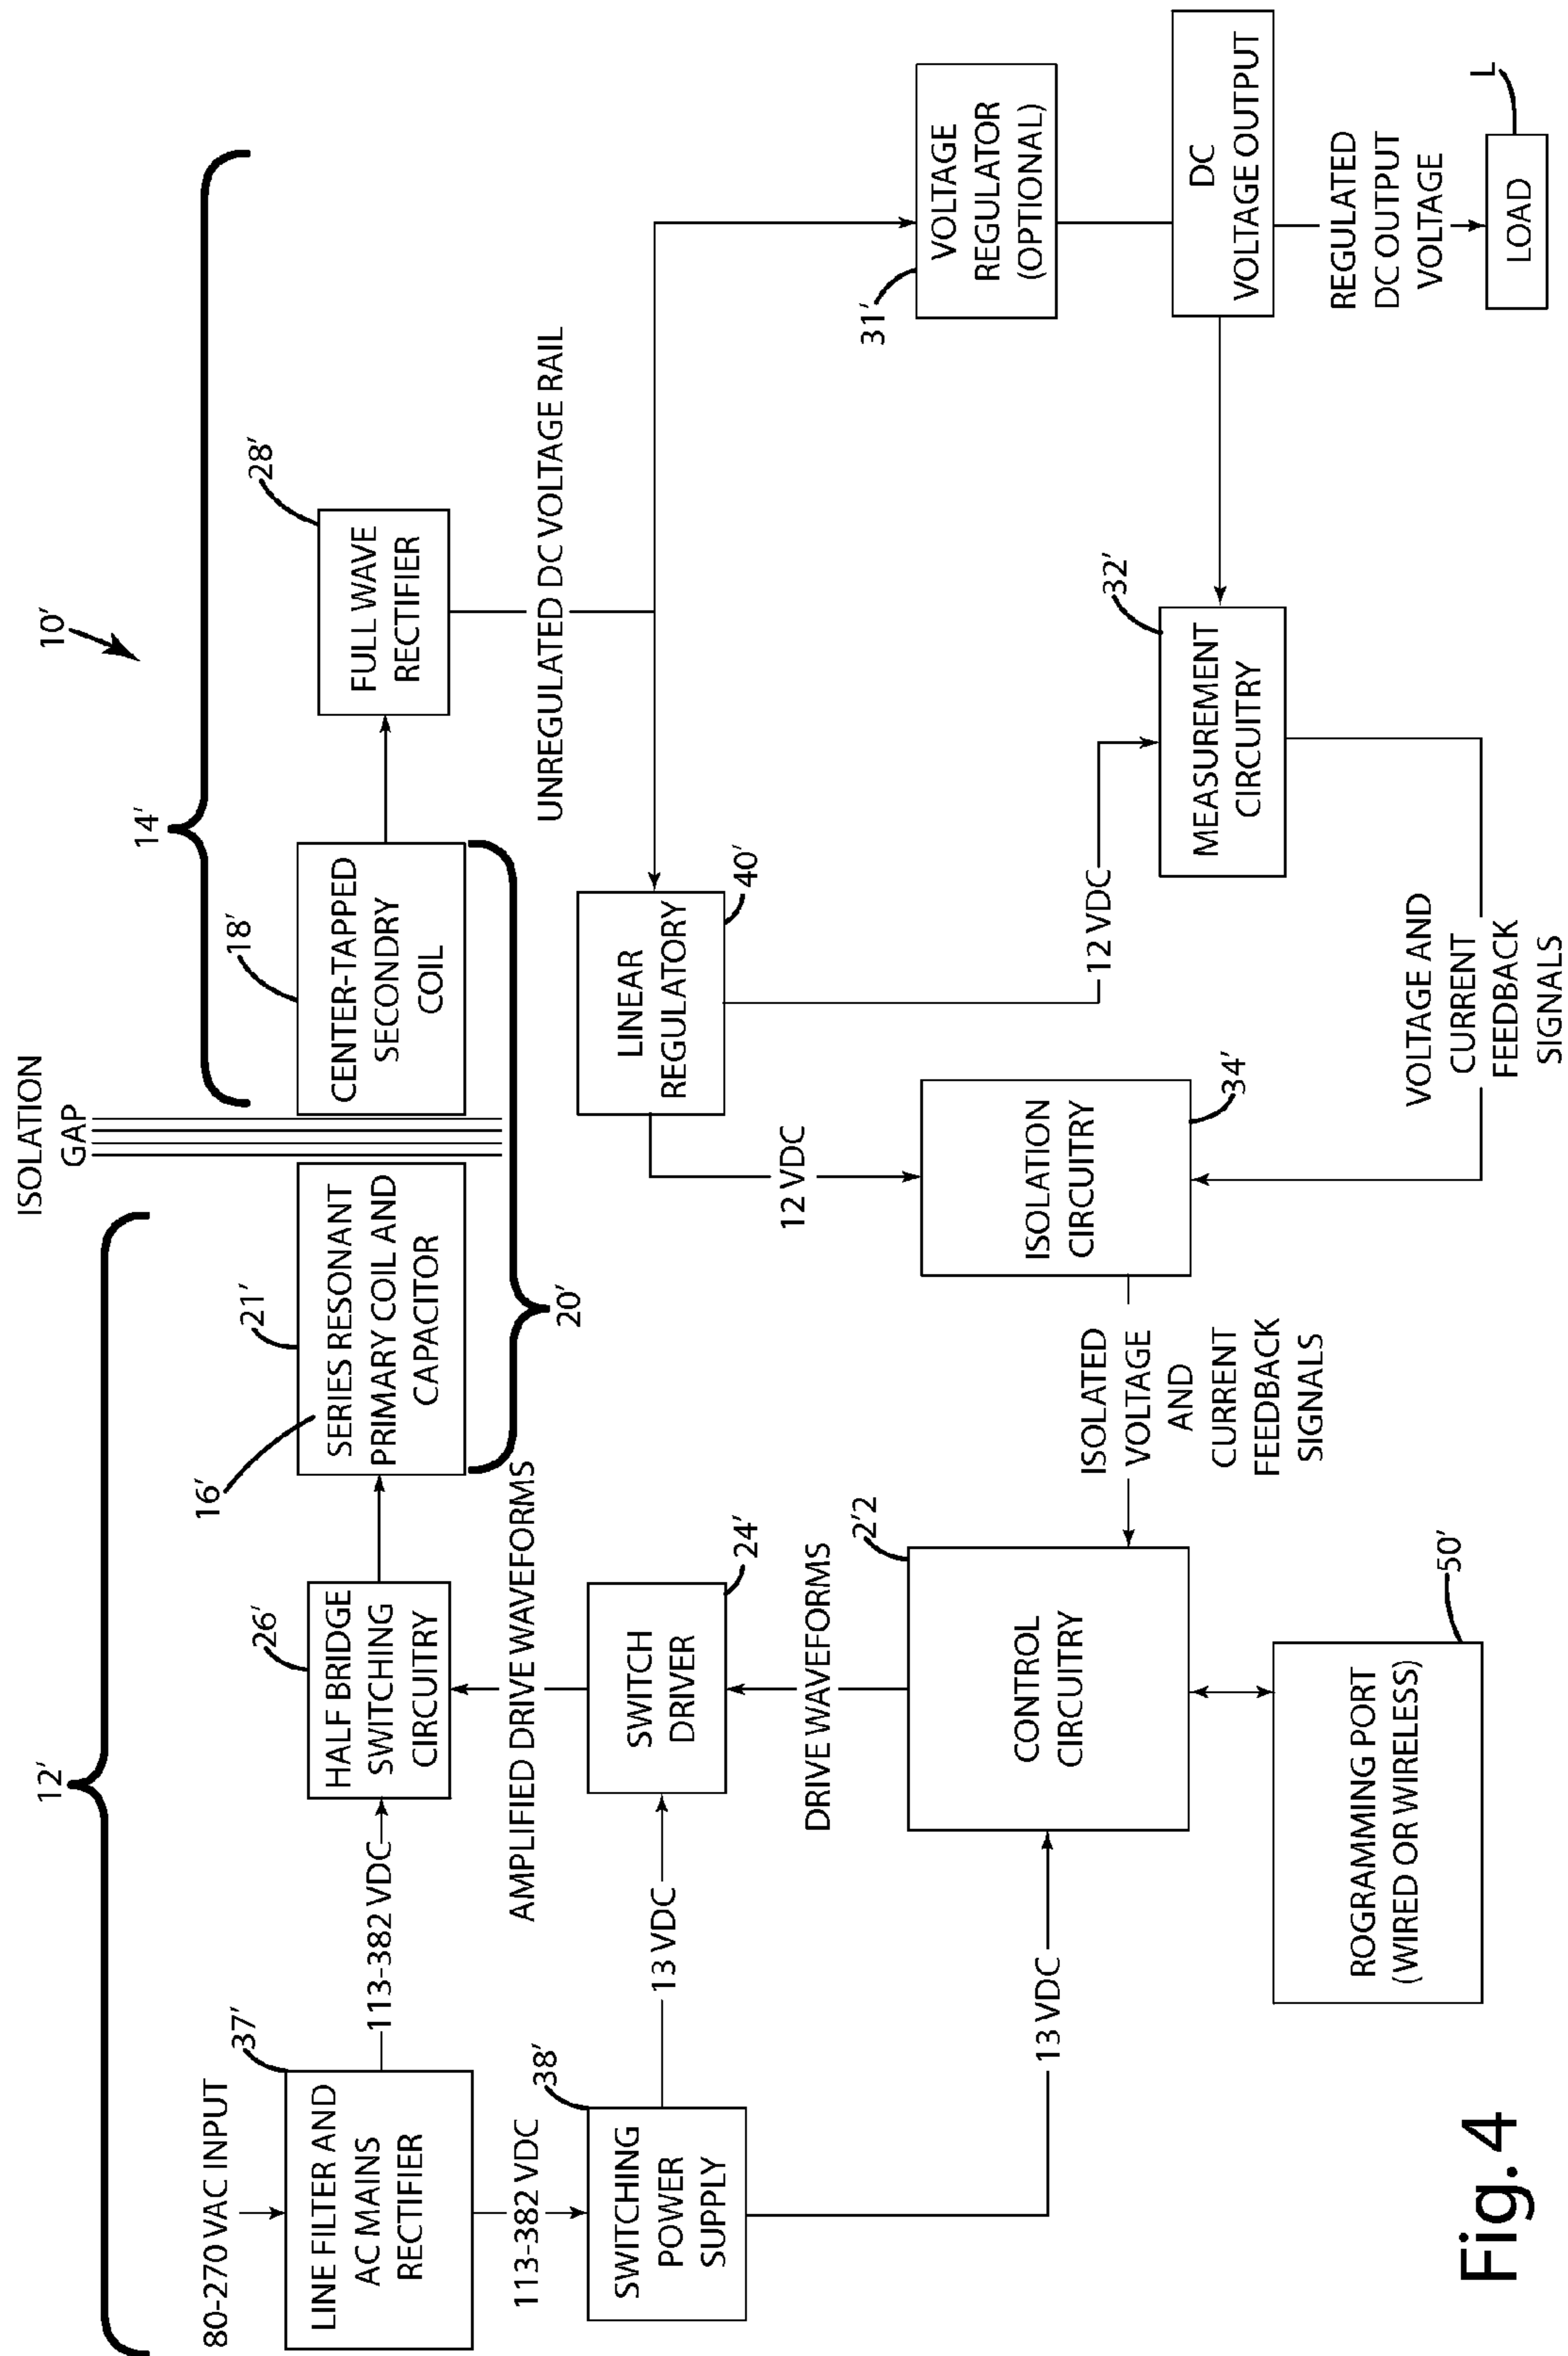 10'
12'
ISOLATION
GAP
14'
80-270 VAC INPUT
37'
LINE FILTER AND
AC MAINS
RECTIFIER
113-382 VDC
26'
HALF BRIDGE
SWITCHING
CIRCUITRY
16'
21'
SERIES RESONANT
PRIMARY COIL AND
CAPACITOR
18'
CENTER-TAPPED
SECONDRY
COIL
28'
FULL WAVE
RECTIFIER
20'
113-382 VDC
AMPLIFIED DRIVE WAVEFORMS
UNREGULATED DC VOLTAGE RAIL
38'
SWITCHING
POWER
SUPPLY
13 VDC
24'
SWITCH
DRIVER
LINEAR
REGULATORY
40'
DRIVE WAVEFORMS
12 VDC
31'
VOLTAGE
REGULATOR
(OPTIONAL)
2'2
CONTROL
CIRCUITRY
13 VDC
ISOLATED
VOLTAGE
AND
CURRENT
FEEDBACK
SIGNALS
ISOLATION
CIRCUITRY
34'
12 VDC
32'
MEASUREMENT
CIRCUITRY
DC
VOLTAGE OUTPUT
REGULATED
DC OUTPUT
VOLTAGE
VOLTAGE AND
CURRENT
FEEDBACK
SIGNALS
50'
ROGRAMING PORT
(WIRED OR WIRELESS)
L
LOAD
Fig. 4